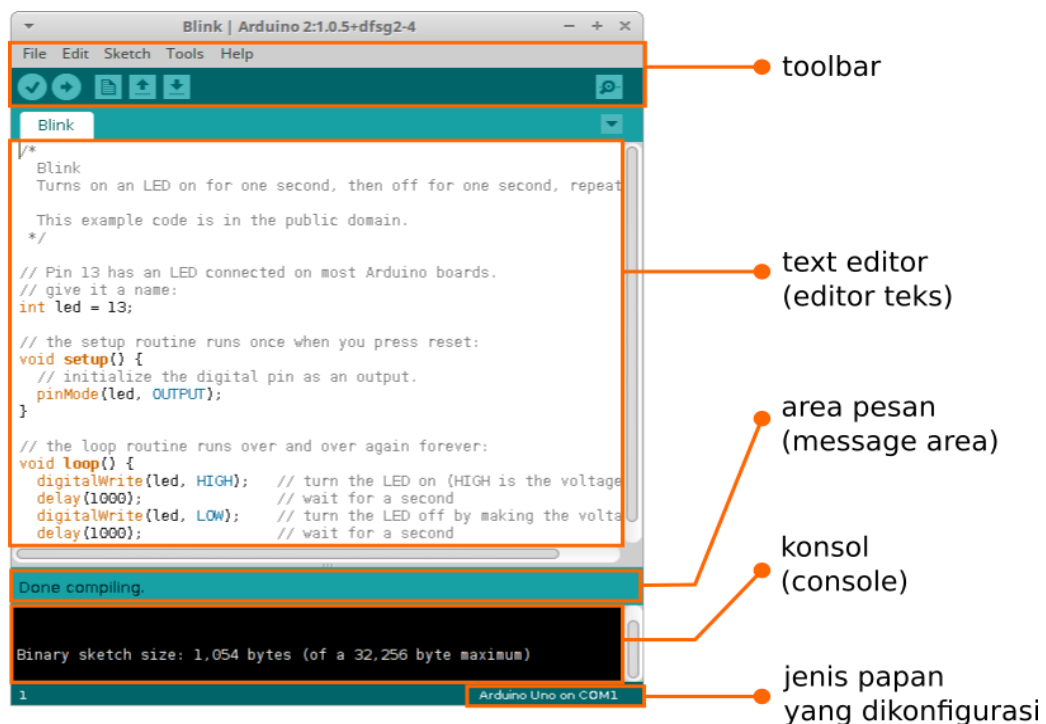 Blink | Arduino 2:1.0.5+dfsg2-4
File Edit Sketch Tools Help
toolbar
Blink
/*
  Blink
  Turns on an LED on for one second, then off for one second, repeat

  This example code is in the public domain.
 */

// Pin 13 has an LED connected on most Arduino boards.
// give it a name:
int led = 13;

// the setup routine runs once when you press reset:
void setup() {
  // initialize the digital pin as an output.
  pinMode(led, OUTPUT);
}

// the loop routine runs over and over again forever:
void loop() {
  digitalWrite(led, HIGH);   // turn the LED on (HIGH is the voltage
  delay(1000);               // wait for a second
  digitalWrite(led, LOW);    // turn the LED off by making the volta
  delay(1000);               // wait for a second
text editor
(editor teks)
area pesan
(message area)
Done compiling.
konsol
(console)
Binary sketch size: 1,054 bytes (of a 32,256 byte maximum)
1
Arduino Uno on COM1
jenis papan
yang dikonfigurasi